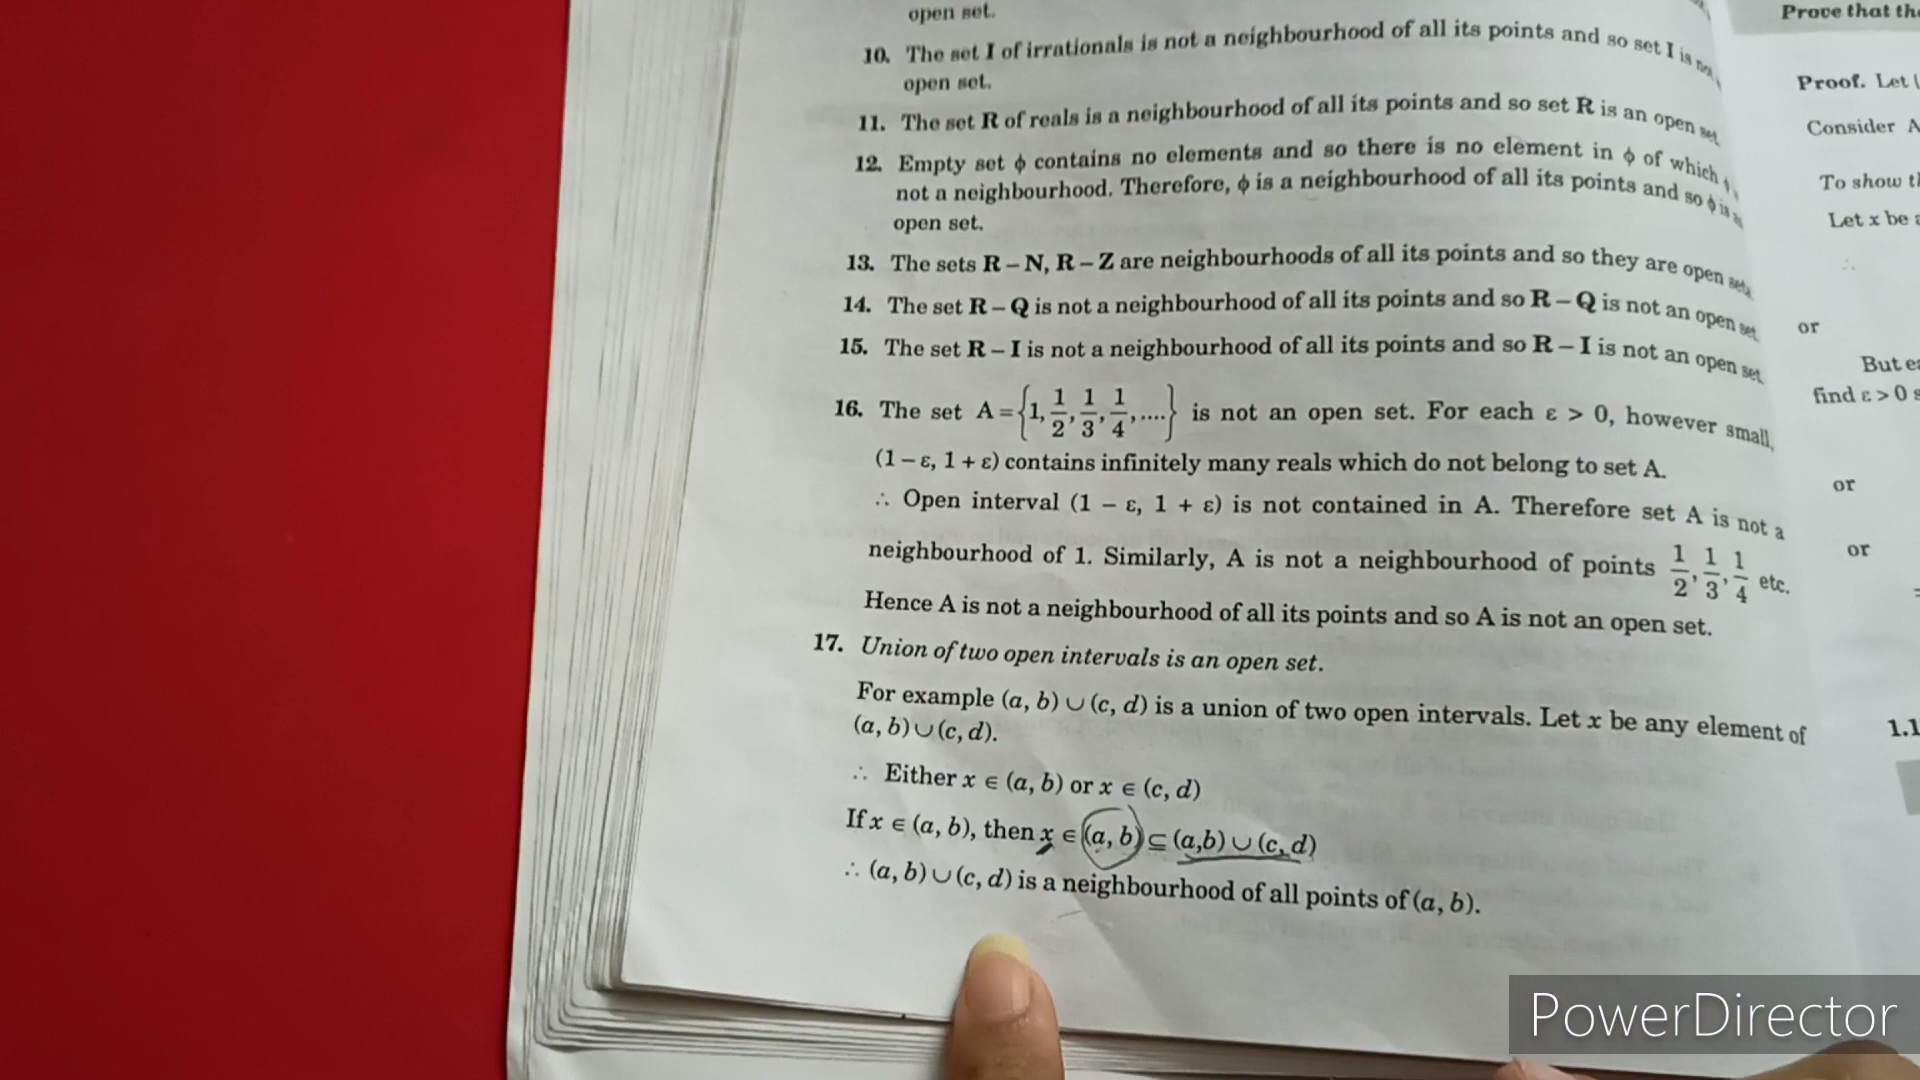 open set.
10. The set I of irrationals is not a neighbourhood of all its points and so set I is not
open set.
11. The set R of reals is a neighbourhood of all its points and so set R is an open set.
12. Empty set ϕ contains no elements and so there is no element in ϕ of which ϕ
not a neighbourhood. Therefore, ϕ is a neighbourhood of all its points and so ϕ is
open set.
13. The sets R – N, R – Z are neighbourhoods of all its points and so they are open sets.
14. The set R – Q is not a neighbourhood of all its points and so R – Q is not an open set.
15. The set R – I is not a neighbourhood of all its points and so R – I is not an open set.
16. The set A = {1, 1/2, 1/3, 1/4, ....} is not an open set. For each ε > 0, however small,
(1 – ε, 1 + ε) contains infinitely many reals which do not belong to set A.
∴ Open interval (1 – ε, 1 + ε) is not contained in A. Therefore set A is not a
neighbourhood of 1. Similarly, A is not a neighbourhood of points 1/2, 1/3, 1/4 etc.
Hence A is not a neighbourhood of all its points and so A is not an open set.
17. Union of two open intervals is an open set.
For example (a, b) ∪ (c, d) is a union of two open intervals. Let x be any element of
(a, b) ∪ (c, d).
∴ Either x ∈ (a, b) or x ∈ (c, d)
If x ∈ (a, b), then x ∈ (a, b) ⊆ (a,b) ∪ (c, d)
∴ (a, b) ∪ (c, d) is a neighbourhood of all points of (a, b).
Prove that
Proof. Let
Consider
To show
Let x be
∴
or
But
find ε > 0
or
or
=
1.1
PowerDirector